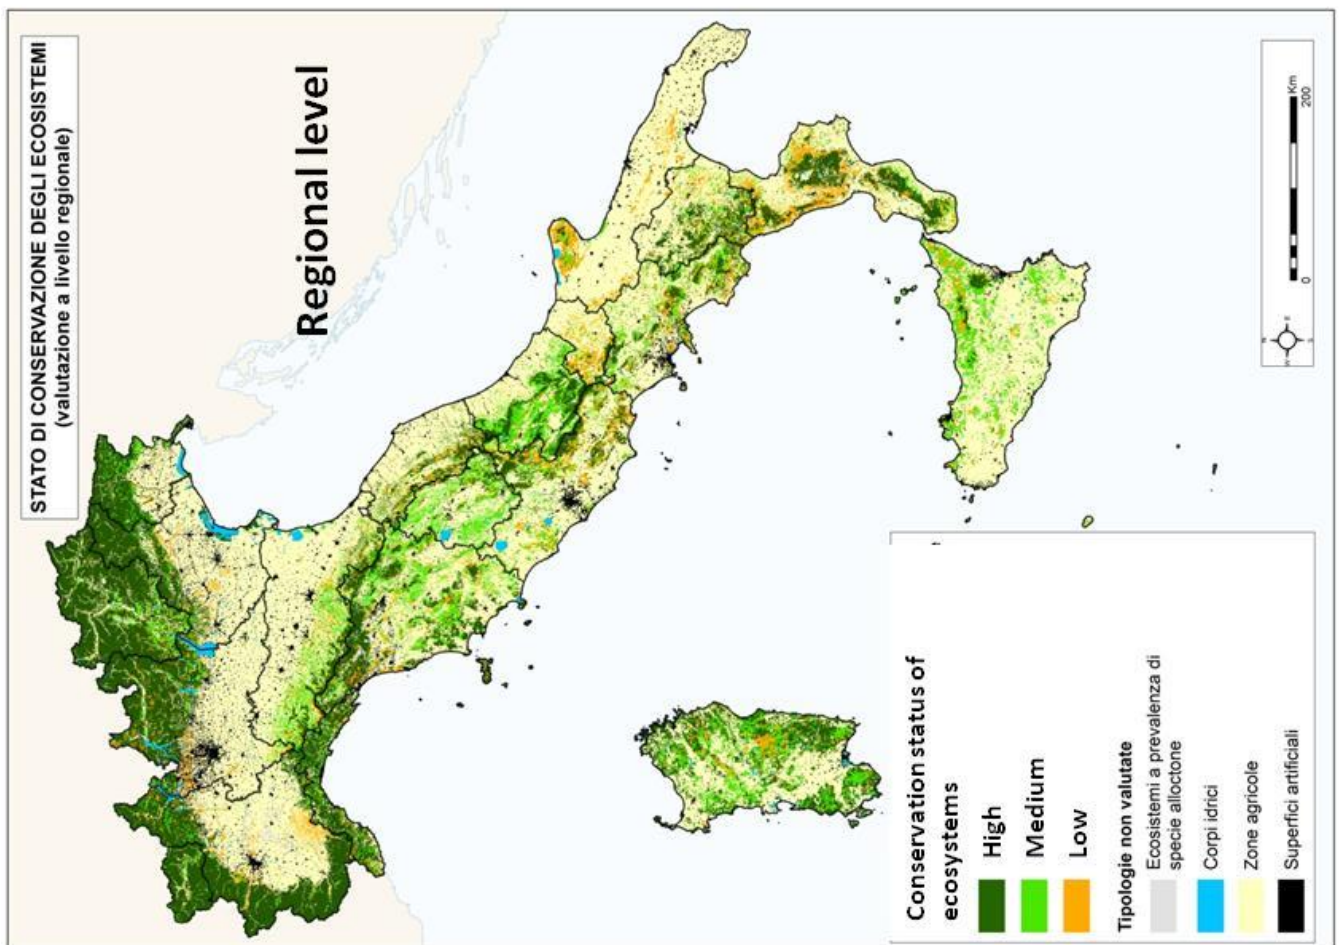 STATO DI CONSERVAZIONE DEGLI ECOSISTEMI
(valutazione a livello regionale)
Regional level
Km
0
200
N
E
S
W
Conservation status of
ecosystems
High
Medium
Low
Tipologie non valutate
Ecosistemi a prevalenza di
specie alloctone
Corpi idrici
Zone agricole
Superfici artificiali